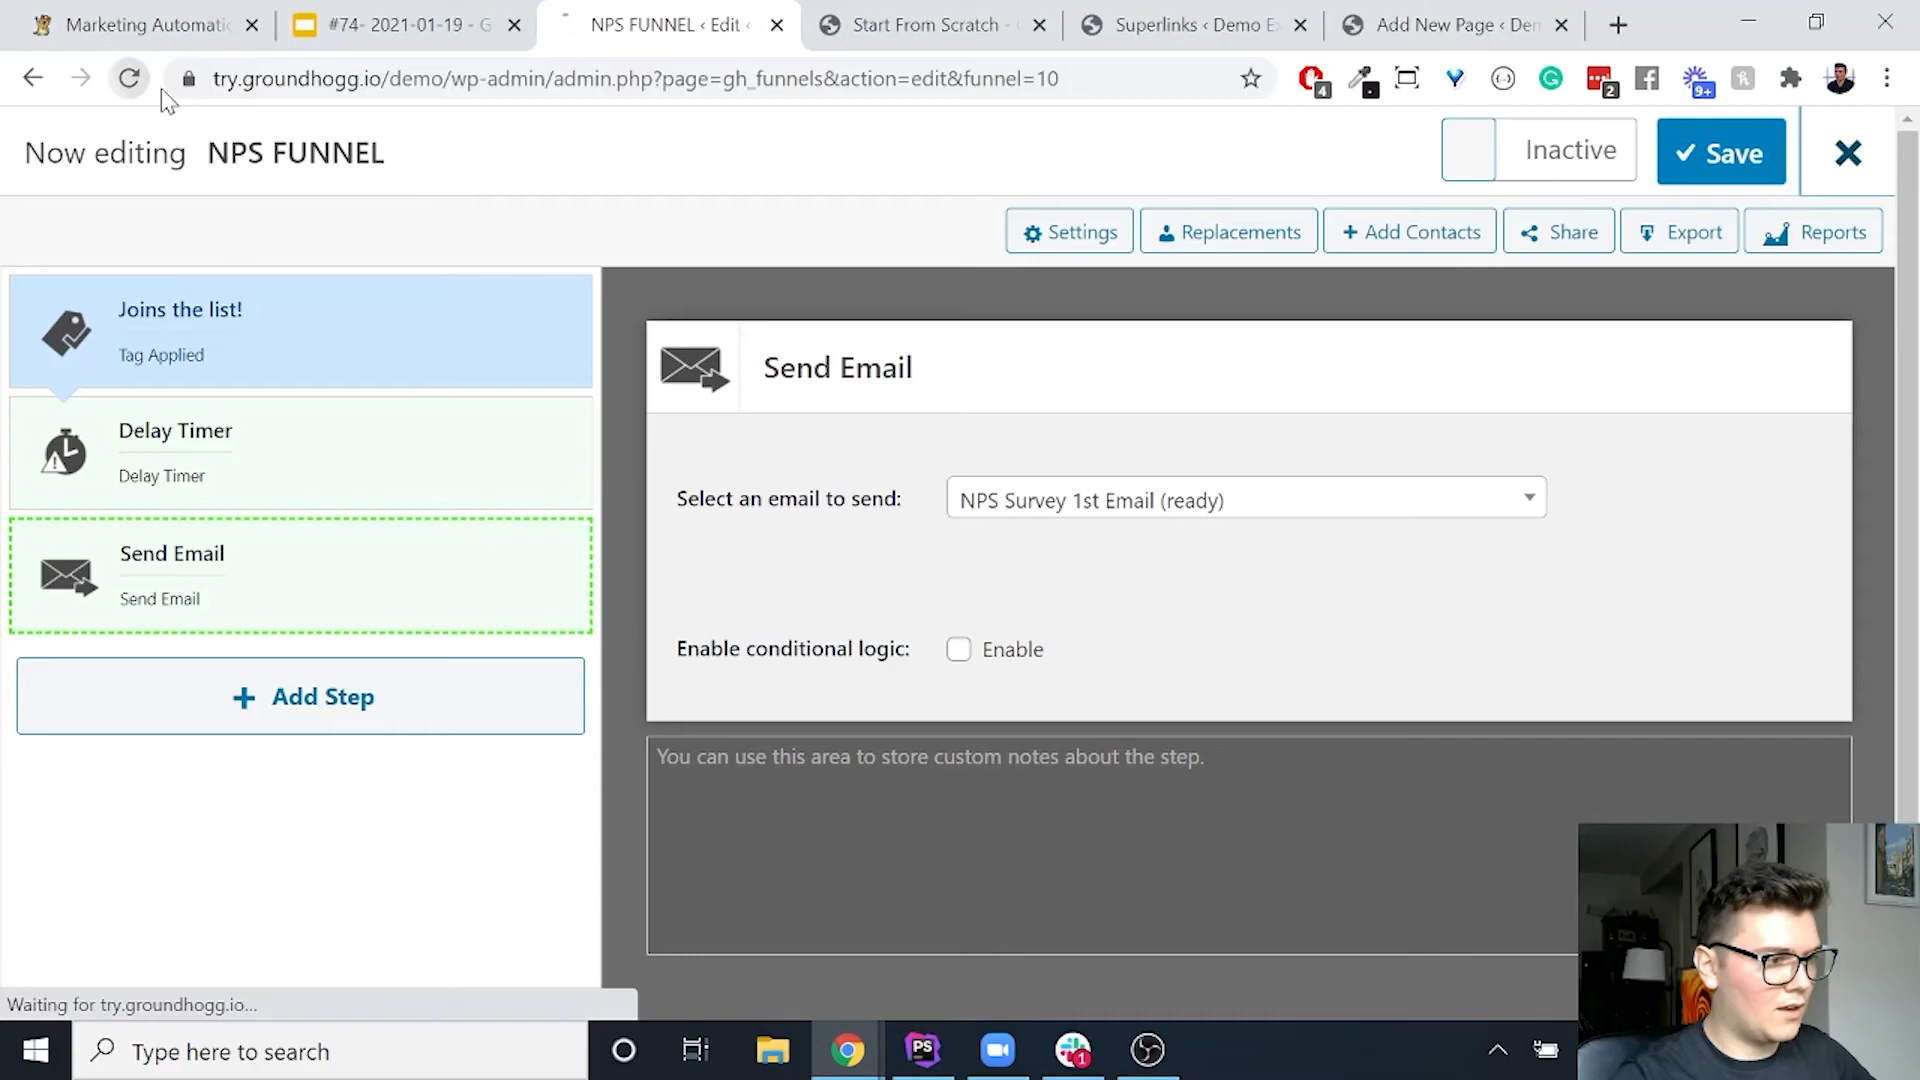 Marketing Automatic
#74- 2021-01-19 - G
NPS FUNNEL ‹ Edit ‹
Start From Scratch -
Superlinks ‹ Demo E
Add New Page ‹ Den
try.groundhogg.io/demo/wp-admin/admin.php?page=gh_funnels&action=edit&funnel=10
4
2
9+
Now editing NPS FUNNEL
Inactive
Save
Settings
Replacements
+ Add Contacts
Share
Export
Reports
Joins the list!
Tag Applied
Delay Timer
Delay Timer
Send Email
Send Email
+ Add Step
Send Email
Select an email to send:
NPS Survey 1st Email (ready)
Enable conditional logic:
Enable
You can use this area to store custom notes about the step.
Waiting for try.groundhogg.io...
Type here to search
PS
1